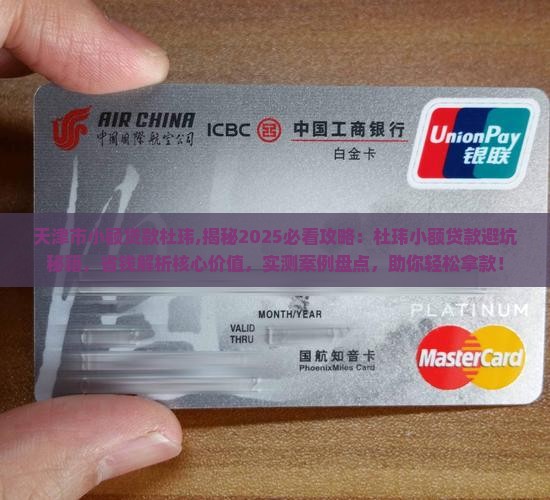 AIR CHINA
中国国际航空公司
ICBC 中国工商银行
白金卡
UnionPay
银联
天津市小额贷款杜玮,揭秘2025必看攻略：杜玮小额贷款避坑
解析核心价值，实测案例盘点，助你轻松拿款！
PLATINUM
MONTH/YEAR
VALID
THRU
国航知音卡
PhoenixMiles Card
MasterCard